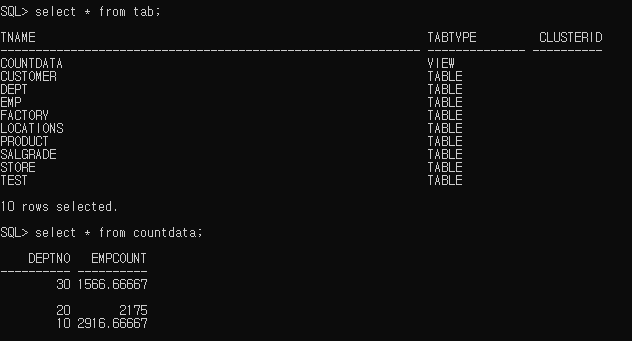 SQL> select * from tab;
TNAME TABTYPE CLUSTERID
-------------------------------------------------------------------------------- ------------- ----------
COUNTDATA VIEW
CUSTOMER TABLE
DEPT TABLE
EMP TABLE
FACTORY TABLE
LOCATIONS TABLE
PRODUCT TABLE
SALGRADE TABLE
STORE TABLE
TEST TABLE
10 rows selected.
SQL> select * from countdata;
DEPTNO EMPCOUNT
---------- ----------
30 1566.66667
20 2175
10 2916.66667